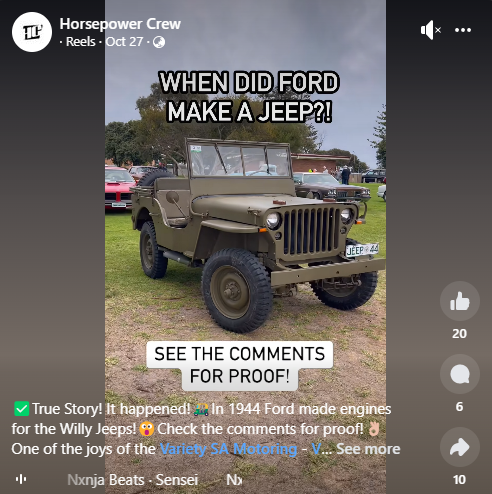 Horsepower Crew
· Reels · Oct 27 ·
WHEN DID FORD
MAKE A JEEP?!
JEEP 44
SEE THE COMMENTS
FOR PROOF!
✅True Story! It happened! 🚜In 1944 Ford made engines
for the Willy Jeeps!😲 Check the comments for proof!👌🏼
One of the joys of the Variety SA Motoring - V... See more
Nxnja Beats · Sensei Nx
20
6
10